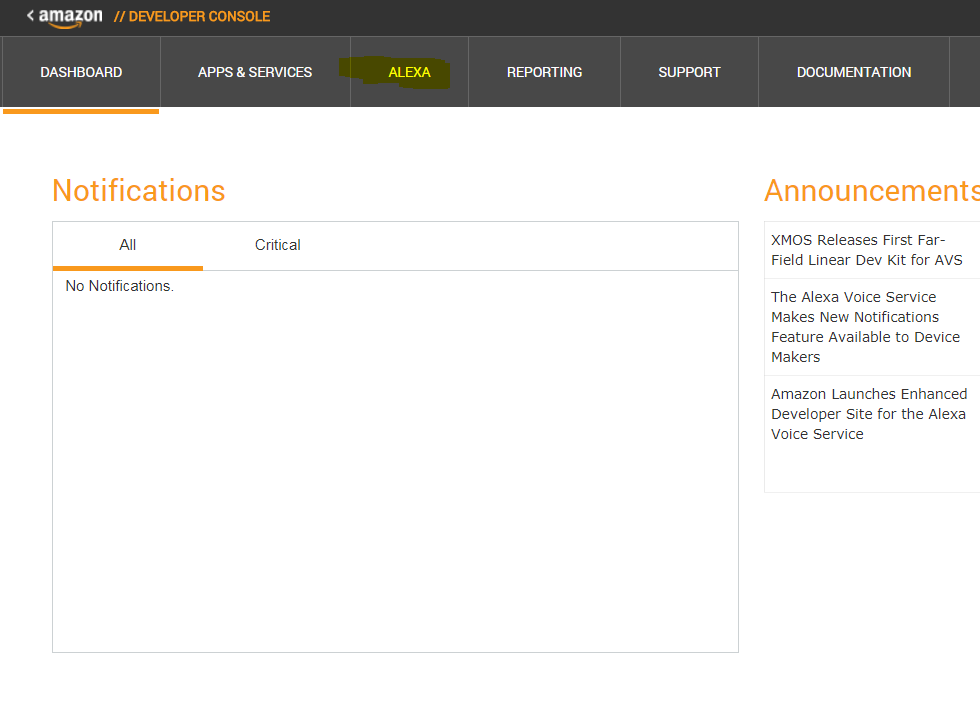 < amazon // DEVELOPER CONSOLE
DASHBOARD APPS & SERVICES ALEXA REPORTING SUPPORT DOCUMENTATION
Notifications
All Critical
No Notifications.
Announcements
XMOS Releases First Far-
Field Linear Dev Kit for AVS
The Alexa Voice Service
Makes New Notifications
Feature Available to Device
Makers
Amazon Launches Enhanced
Developer Site for the Alexa
Voice Service